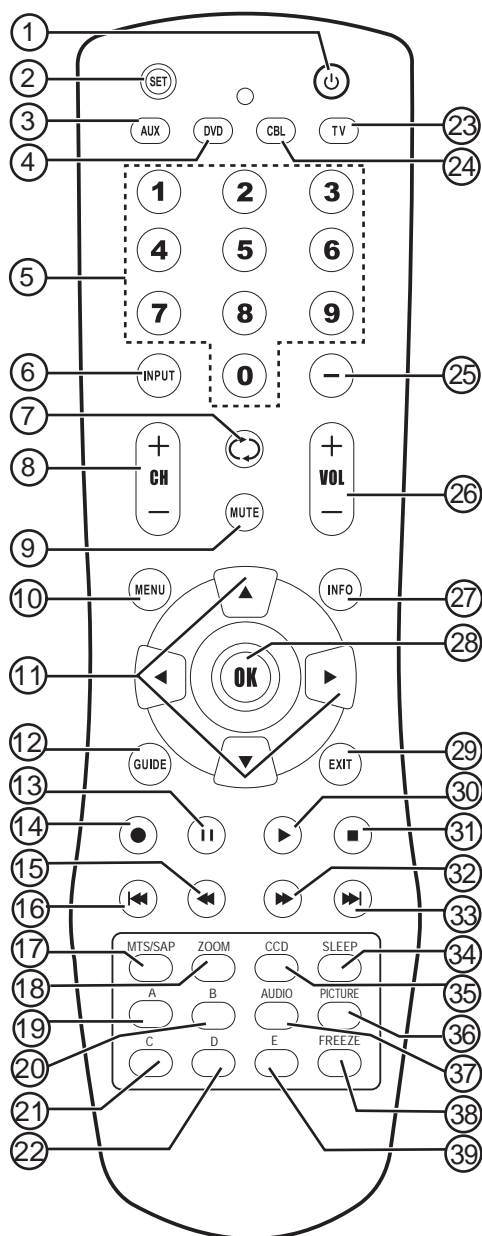 1
2 SET
3 AUX DVD CBL TV 23
4 24
1 2 3
4 5 6
5
7 8 9
6 INPUT 0 − 25
7
8 + CH − + VOL − 26
9 MUTE
10 MENU INFO 27
11 OK 28
12 GUIDE EXIT 29
13 30
14 31
15 32
16 33
17 MTS/SAP ZOOM CCD SLEEP 34
18 35
19 A B AUDIO PICTURE 36
20 37
21 C D E FREEZE 38
22 39